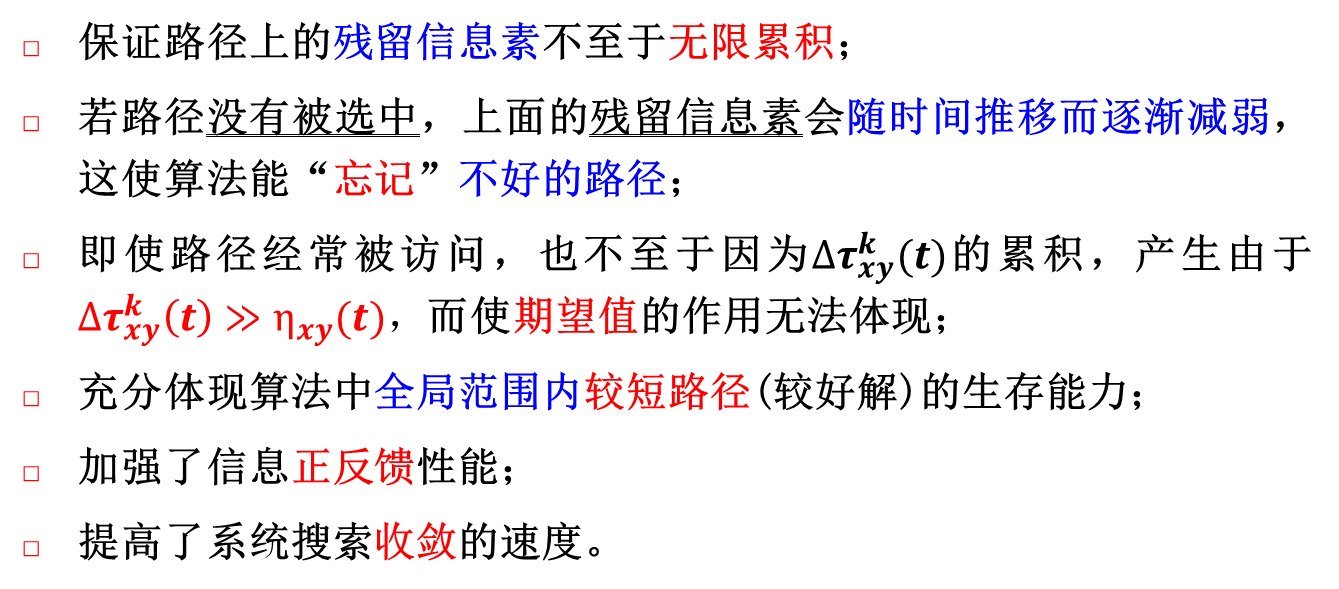 □ 保证路径上的残留信息素不至于无限累积；
□ 若路径没有被选中，上面的残留信息素会随时间推移而逐渐减弱，
这使算法能“忘记”不好的路径；
□ 即使路径经常被访问，也不至于因为Δτ^k_{xy}(t)的累积，产生由于
Δτ^k_{xy}(t) ≫ η_{xy}(t)，而使期望值的作用无法体现；
□ 充分体现算法中全局范围内较短路径(较好解)的生存能力；
□ 加强了信息正反馈性能；
□ 提高了系统搜索收敛的速度。